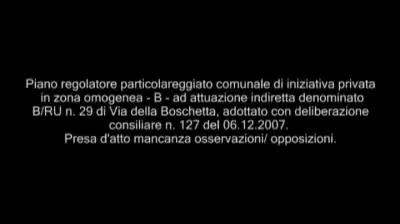 Piano regolatore particolareggiato comunale di iniziativa privata
in zona omogenea - B - ad attuazione indiretta denominato
B/RU n. 29 di Via della Boschetta, adottato con deliberazione
consiliare n. 127 del 06.12.2007.
Presa d'atto mancanza osservazioni/ opposizioni.